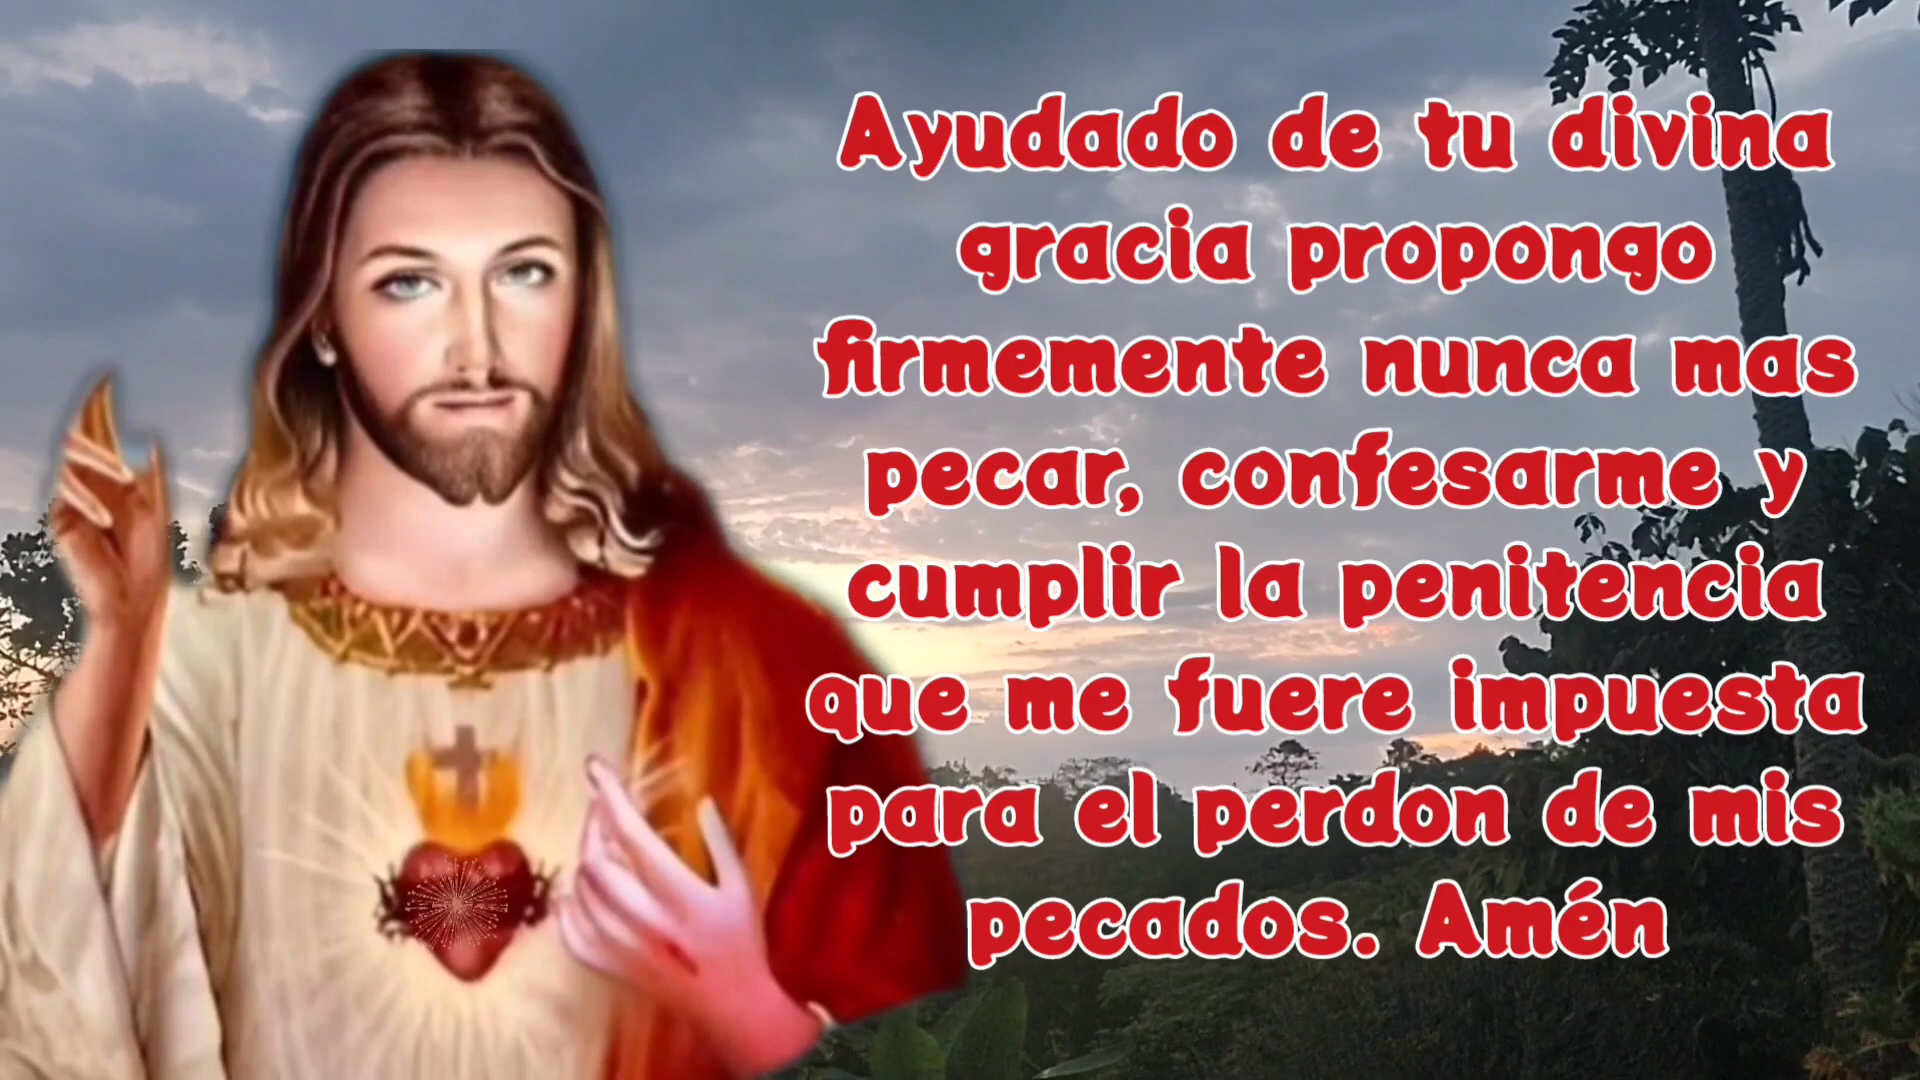 Ayudado de tu divina
gracia propongo
firmemente nunca mas
pecar, confesarme y
cumplir la penitencia
que me fuere impuesta
para el perdon de mis
pecados. Amén